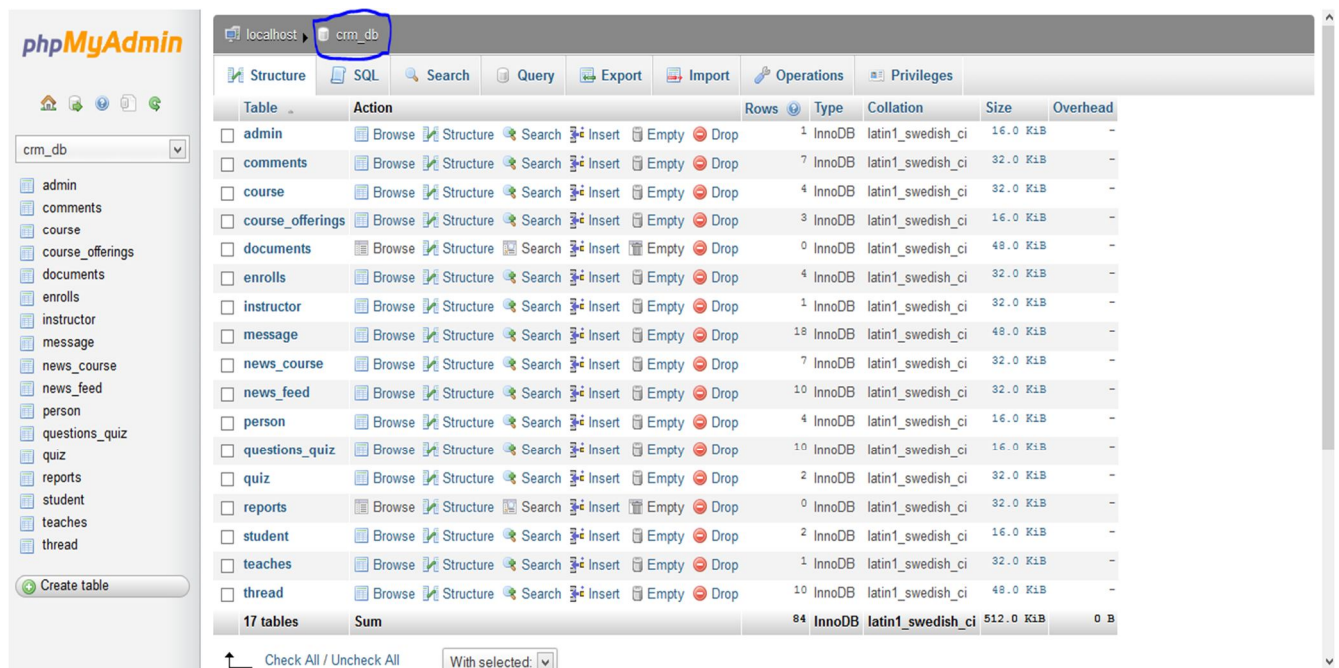 phpMyAdmin
localhost crm_db
Structure SQL Search Query Export Import Operations Privileges
crm_db
admin
comments
course
course_offerings
documents
enrolls
instructor
message
news_course
news_feed
person
questions_quiz
quiz
reports
student
teaches
thread
Create table
Table Action Rows Type Collation Size Overhead
admin Browse Structure Search Insert Empty Drop 1 InnoDB latin1_swedish_ci 16.0 KiB -
comments Browse Structure Search Insert Empty Drop 7 InnoDB latin1_swedish_ci 32.0 KiB -
course Browse Structure Search Insert Empty Drop 4 InnoDB latin1_swedish_ci 32.0 KiB -
course_offerings Browse Structure Search Insert Empty Drop 3 InnoDB latin1_swedish_ci 16.0 KiB -
documents Browse Structure Search Insert Empty Drop 0 InnoDB latin1_swedish_ci 48.0 KiB -
enrolls Browse Structure Search Insert Empty Drop 4 InnoDB latin1_swedish_ci 32.0 KiB -
instructor Browse Structure Search Insert Empty Drop 1 InnoDB latin1_swedish_ci 32.0 KiB -
message Browse Structure Search Insert Empty Drop 18 InnoDB latin1_swedish_ci 48.0 KiB -
news_course Browse Structure Search Insert Empty Drop 7 InnoDB latin1_swedish_ci 32.0 KiB -
news_feed Browse Structure Search Insert Empty Drop 10 InnoDB latin1_swedish_ci 32.0 KiB -
person Browse Structure Search Insert Empty Drop 4 InnoDB latin1_swedish_ci 16.0 KiB -
questions_quiz Browse Structure Search Insert Empty Drop 10 InnoDB latin1_swedish_ci 16.0 KiB -
quiz Browse Structure Search Insert Empty Drop 2 InnoDB latin1_swedish_ci 32.0 KiB -
reports Browse Structure Search Insert Empty Drop 0 InnoDB latin1_swedish_ci 32.0 KiB -
student Browse Structure Search Insert Empty Drop 2 InnoDB latin1_swedish_ci 16.0 KiB -
teaches Browse Structure Search Insert Empty Drop 1 InnoDB latin1_swedish_ci 32.0 KiB -
thread Browse Structure Search Insert Empty Drop 10 InnoDB latin1_swedish_ci 48.0 KiB -
17 tables Sum 84 InnoDB latin1_swedish_ci 512.0 KiB 0 B
Check All / Uncheck All With selected: